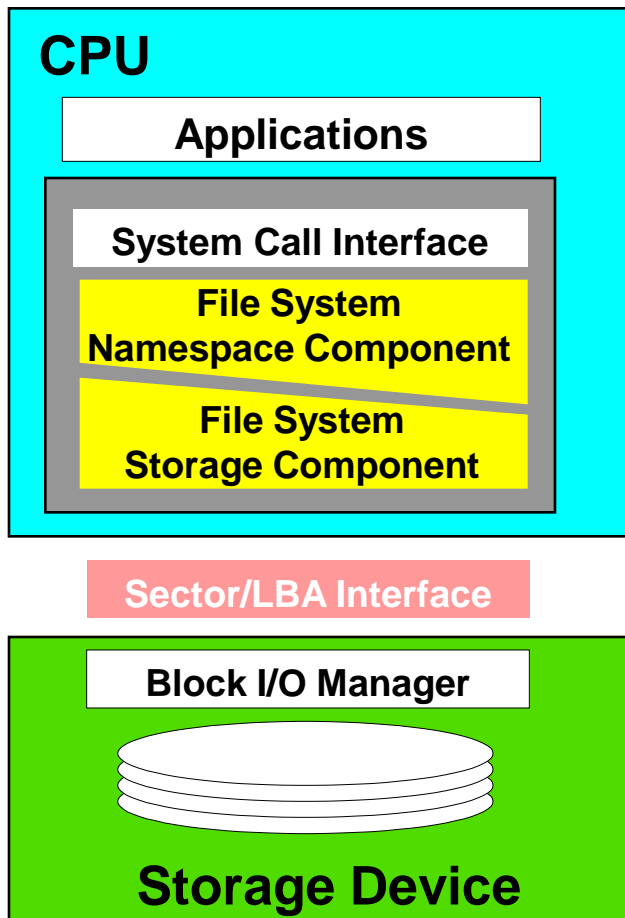 CPU
Applications
System Call Interface
File System
Namespace Component
File System
Storage Component
Sector/LBA Interface
Block I/O Manager
Storage Device